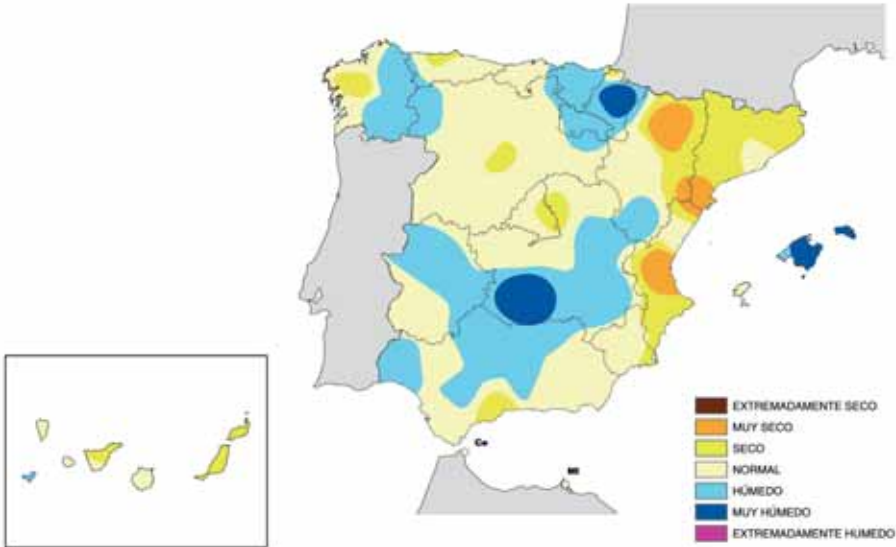 Ce
Ml
EXTREMADAMENTE SECO
MUY SECO
SECO
NORMAL
HÚMEDO
MUY HÚMEDO
EXTREMADAMENTE HUMEDO